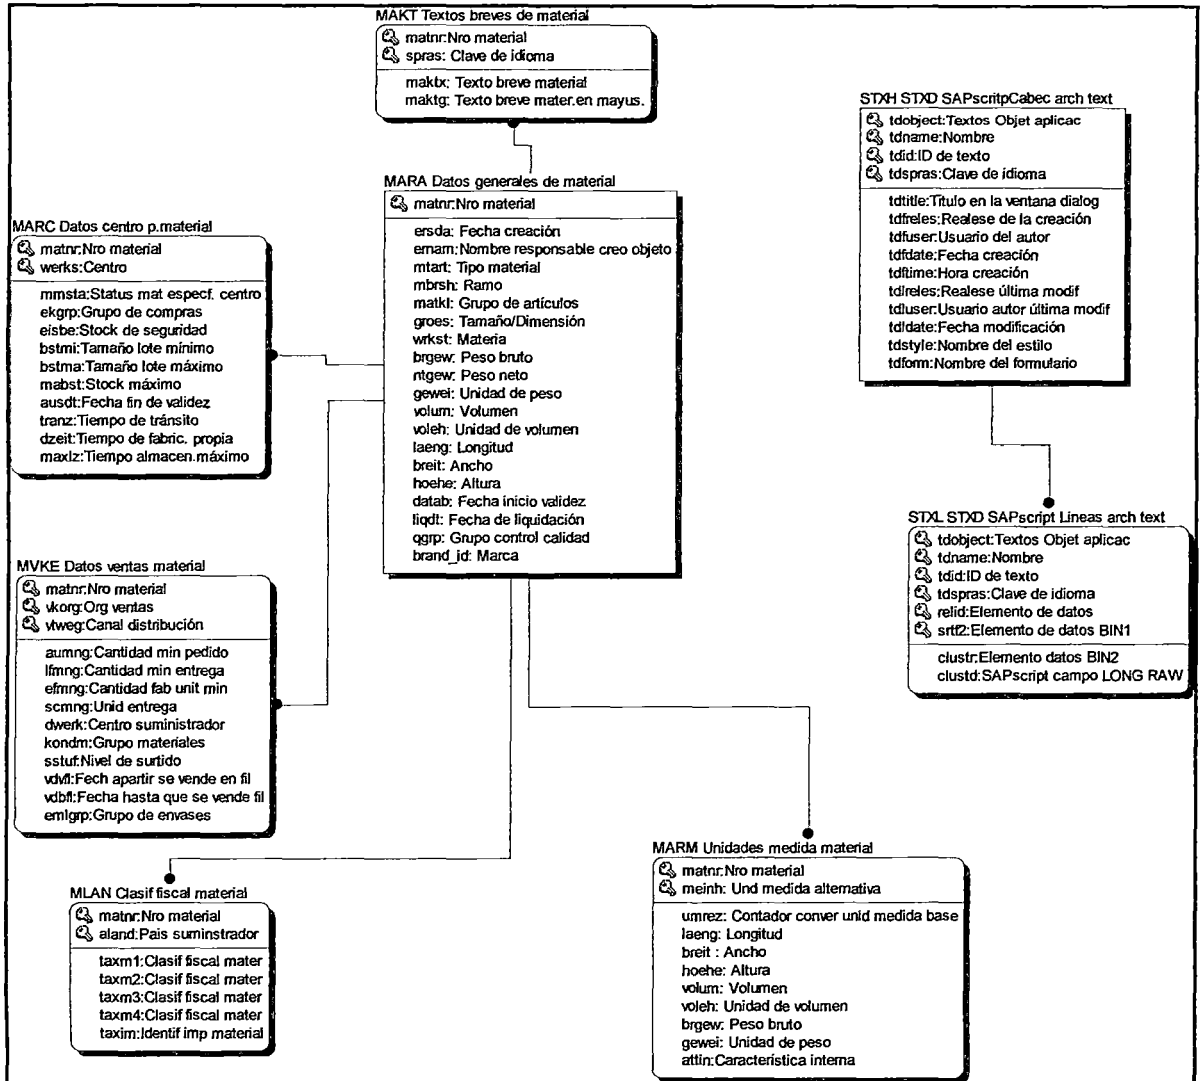 MAKT Textos breves de material
matnr:Nro material
spras: Clave de idioma
maktx: Texto breve material
maktg: Texto breve mater.en mayus.
STXH STXD SAPscritpCabec arch text
tdobject:Textos Objet aplicac
tdname:Nombre
tdid:ID de texto
tdspras:Clave de idioma
tdtitle:Titulo en la ventana dialog
tdfreles:Realese de la creación
tdfuser:Usuario del autor
tdfdate:Fecha creación
tdftime:Hora creación
tdlreles:Realese última modif
tdluser:Usuario autor última modif
tdldate:Fecha modificación
tdstyle:Nombre del estilo
tdform:Nombre del formulario
MARA Datos generales de material
matnr:Nro material
ersda: Fecha creación
ernam:Nombre responsable creo objeto
mtart: Tipo material
mbrsh: Ramo
matkl: Grupo de artículos
groes: Tamaño/Dimensión
wrkst: Materia
brgew: Peso bruto
ntgew: Peso neto
gewei: Unidad de peso
volum: Volumen
voleh: Unidad de volumen
laeng: Longitud
breit: Ancho
hoehe: Altura
datab: Fecha inicio validez
liqdt: Fecha de liquidación
qgrp: Grupo control calidad
brand_id: Marca
MARC Datos centro p.material
matnr:Nro material
werks:Centro
mmsta:Status mat especf. centro
ekgrp:Grupo de compras
eisbe:Stock de seguridad
bstmi:Tamaño lote mínimo
bstma:Tamaño lote máximo
mabst:Stock máximo
ausdt:Fecha fin de validez
tranz:Tiempo de tránsito
dzeit:Tiempo de fabric. propia
maxlz:Tiempo almacen.máximo
STXL STXD SAPscript Lineas arch text
tdobject:Textos Objet aplicac
tdname:Nombre
tdid:ID de texto
tdspras:Clave de idioma
relid:Elemento de datos
srtf2:Elemento de datos BIN1
clustr:Elemento datos BIN2
clustd:SAPscript campo LONG RAW
MVKE Datos ventas material
matnr:Nro material
vkorg:Org ventas
vtweg:Canal distribución
aumng:Cantidad min pedido
lfmng:Cantidad min entrega
efmng:Cantidad fab unit min
scmng:Unid entrega
dwerk:Centro suministrador
kondm:Grupo materiales
sstuf:Nivel de surtido
vdvfl:Fech apartir se vende en fil
vdbfl:Fecha hasta que se vende fil
emlgrp:Grupo de envases
MARM Unidades medida material
matnr:Nro material
meinh: Und medida alternativa
umrez: Contador conver unid medida base
laeng: Longitud
breit : Ancho
hoehe: Altura
volum: Volumen
voleh: Unidad de volumen
brgew: Peso bruto
gewei: Unidad de peso
attin:Característica interna
MLAN Clasif fiscal material
matnr:Nro material
aland:Pais suminstrador
taxm1:Clasif fiscal mater
taxm2:Clasif fiscal mater
taxm3:Clasif fiscal mater
taxm4:Clasif fiscal mater
taxim:Identif imp material